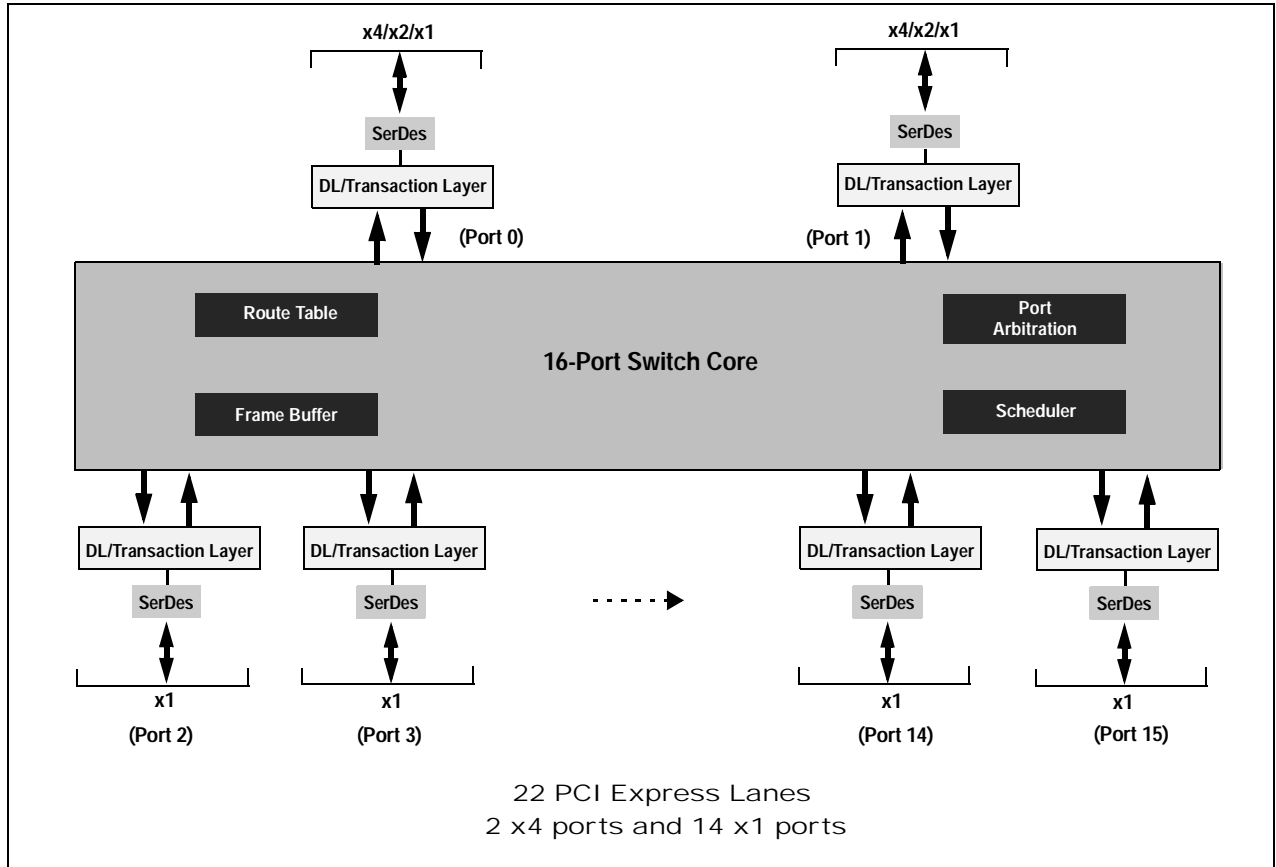 x4/x2/x1
x4/x2/x1
SerDes
SerDes
DL/Transaction Layer
DL/Transaction Layer
(Port 0)
(Port 1)
Route Table
Port
Arbitration
16-Port Switch Core
Frame Buffer
Scheduler
DL/Transaction Layer
DL/Transaction Layer
DL/Transaction Layer
DL/Transaction Layer
SerDes
SerDes
SerDes
SerDes
x1
x1
x1
x1
(Port 2)
(Port 3)
(Port 14)
(Port 15)
22 PCI Express Lanes
2 x4 ports and 14 x1 ports